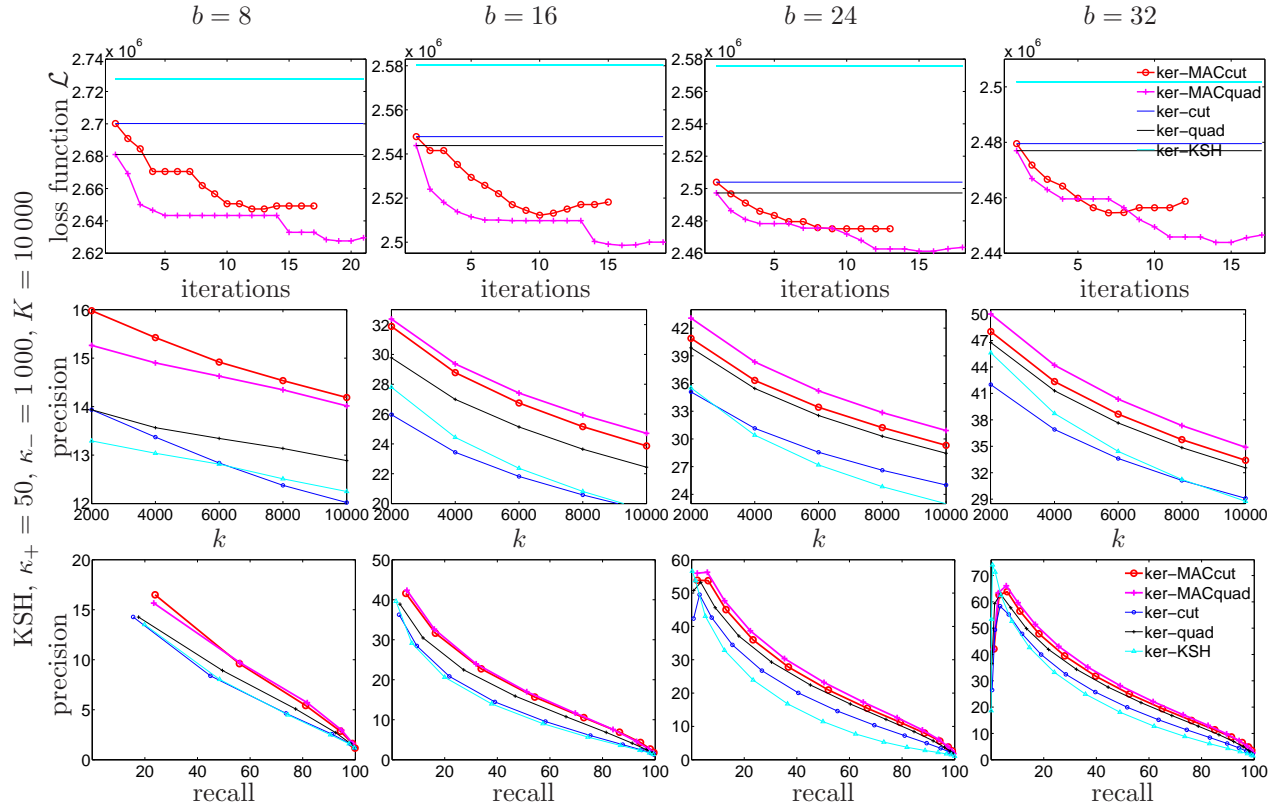 b = 8 b = 16 b = 24 b = 32
KSH, κ+ = 50, κ− = 1 000, K = 10 000
loss function L
x 10^6
2.74
2.72
2.7
2.68
2.66
2.64
2.62
5 10 15 20
iterations
x 10^6
2.58
2.56
2.54
2.52
2.5
5 10 15
iterations
x 10^6
2.58
2.56
2.54
2.52
2.5
2.48
2.46
5 10 15
iterations
x 10^6
2.5
2.48
2.46
2.44
5 10 15
iterations
ker−MACcut
ker−MACquad
ker−cut
ker−quad
ker−KSH
precision
16
15
14
13
12
2000 4000 6000 8000 10000
k
32
30
28
26
24
22
20
2000 4000 6000 8000 10000
k
42
39
36
33
30
27
24
2000 4000 6000 8000 10000
k
50
47
44
41
38
35
32
29
2000 4000 6000 8000 10000
k
precision
20
15
10
5
0
20 40 60 80 100
recall
50
40
30
20
10
0
20 40 60 80 100
recall
60
50
40
30
20
10
0
20 40 60 80 100
recall
70
60
50
40
30
20
10
0
0 20 40 60 80 100
recall
ker−MACcut
ker−MACquad
ker−cut
ker−quad
ker−KSH